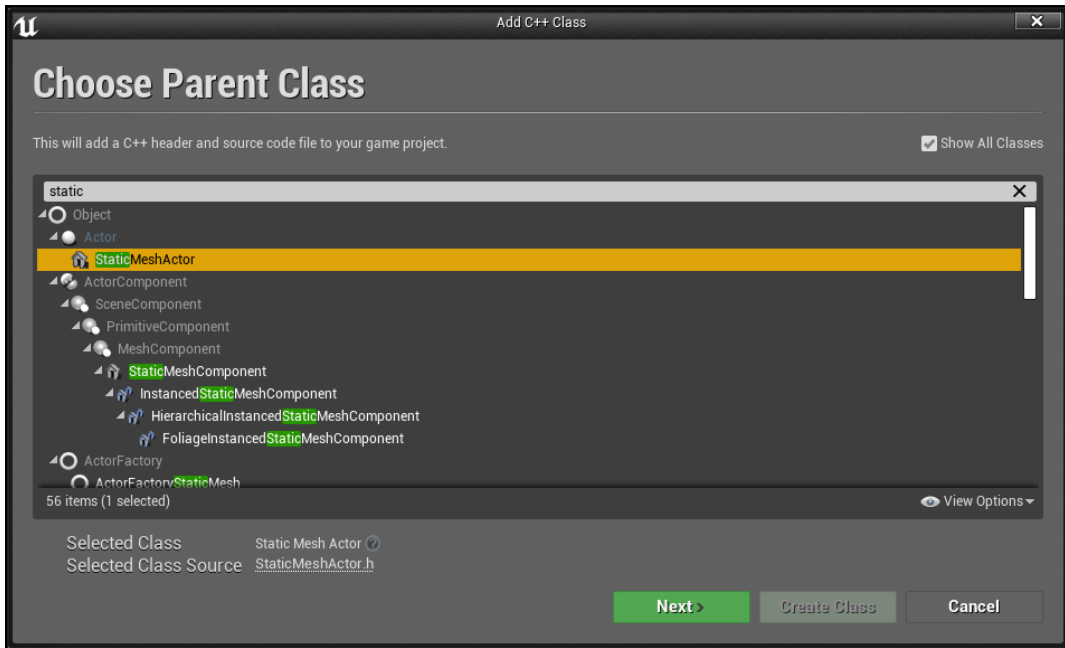 Add C++ Class
Choose Parent Class
This will add a C++ header and source code file to your game project.
Show All Classes
static
Object
Actor
StaticMeshActor
ActorComponent
SceneComponent
PrimitiveComponent
MeshComponent
StaticMeshComponent
InstancedStaticMeshComponent
HierarchicalInstancedStaticMeshComponent
FoliageInstancedStaticMeshComponent
ActorFactory
ActorFactoryStaticMesh
56 items (1 selected)
View Options
Selected Class Static Mesh Actor ?
Selected Class Source StaticMeshActor.h
Next > Create Class Cancel